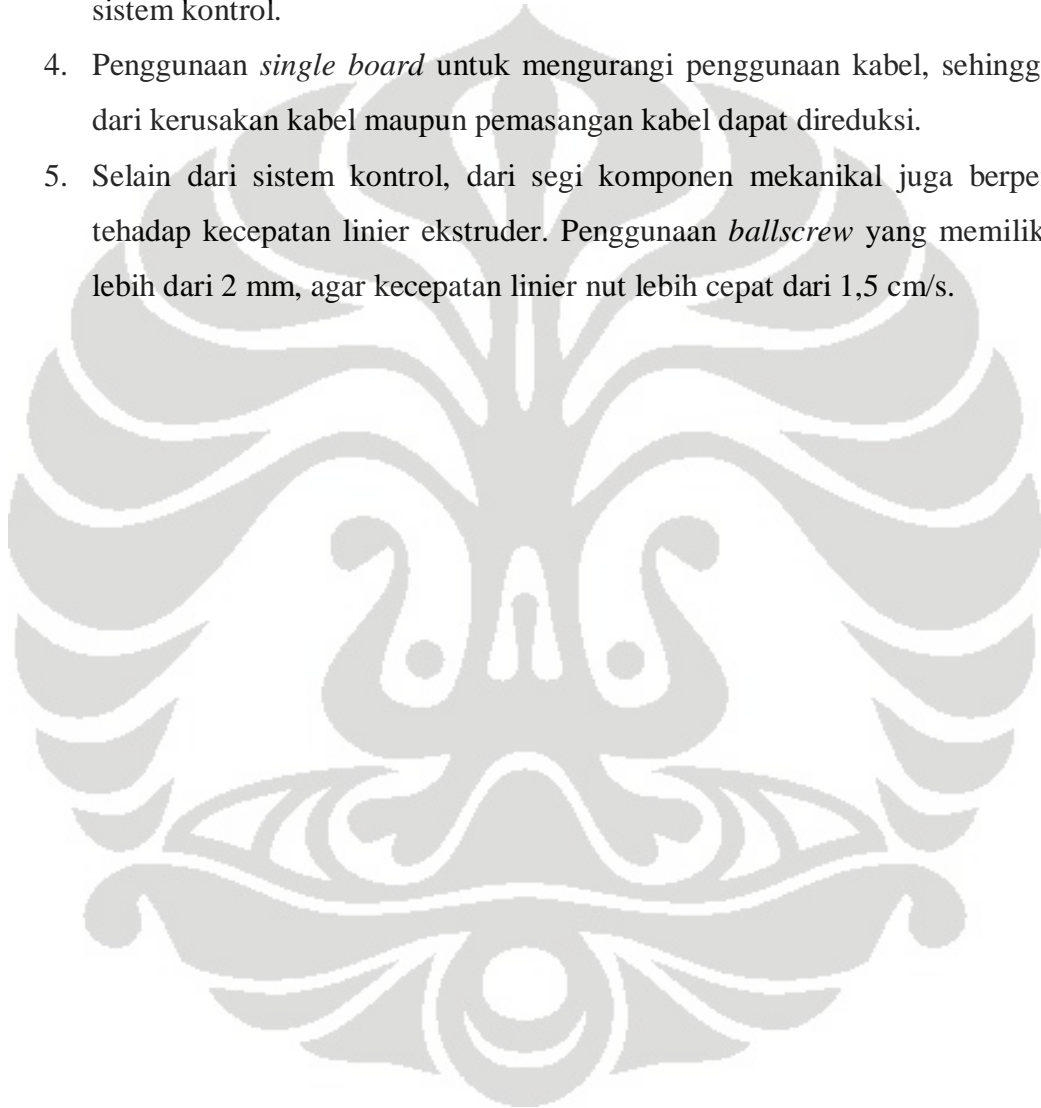 sistem kontrol.
4. Penggunaan single board untuk mengurangi penggunaan kabel, sehingg
dari kerusakan kabel maupun pemasangan kabel dapat direduksi.
5. Selain dari sistem kontrol, dari segi komponen mekanikal juga berpe
tehadap kecepatan linier ekstruder. Penggunaan ballscrew yang memilik
lebih dari 2 mm, agar kecepatan linier nut lebih cepat dari 1,5 cm/s.